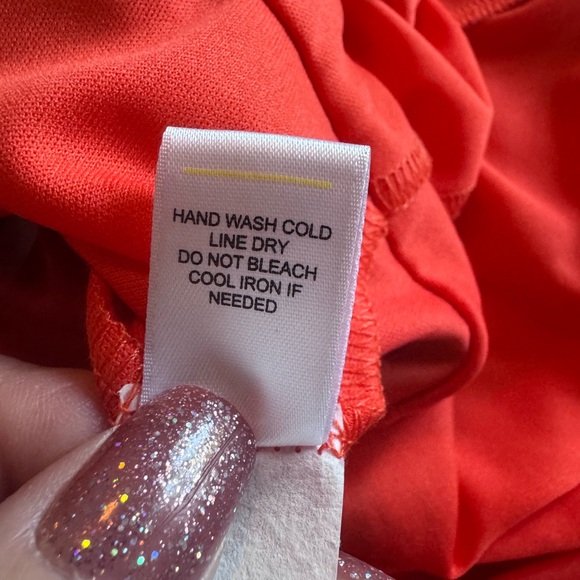 HAND WASH COLD
LINE DRY
DO NOT BLEACH
COOL IRON IF
NEEDED